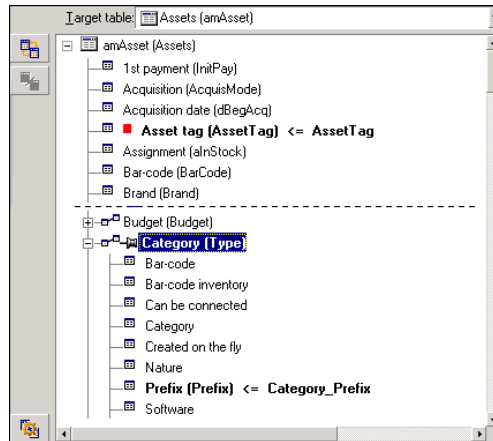 Target table: Assets (amAsset)
amAsset (Assets)
1st payment (InitPay)
Acquisition (AcquisMode)
Acquisition date (dBegAcq)
Asset tag (AssetTag) <= AssetTag
Assignment (aInStock)
Bar-code (BarCode)
Brand (Brand)
Budget (Budget)
Category (Type)
Bar-code
Bar-code inventory
Can be connected
Category
Created on the fly
Nature
Prefix (Prefix) <= Category_Prefix
Software